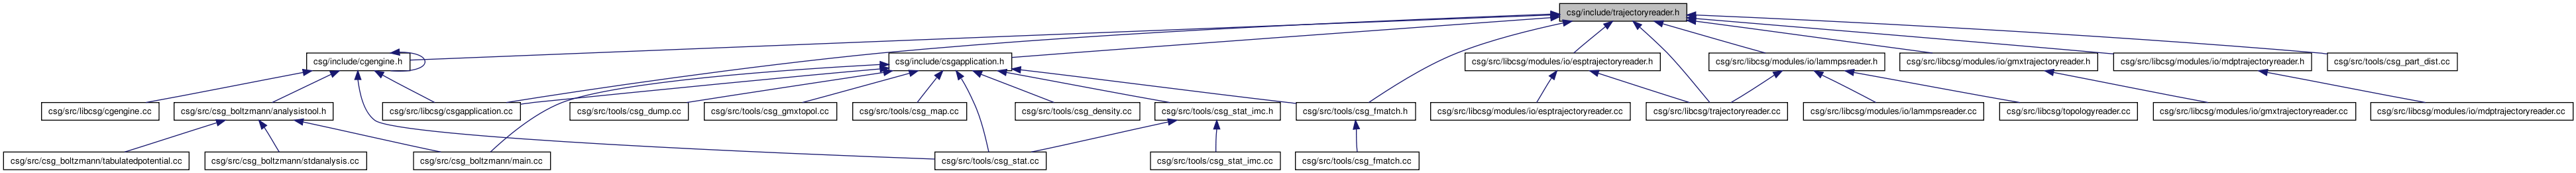 csg/include/trajectoryreader.h
csg/include/cgengine.h
csg/include/csgapplication.h
csg/src/libcsg/modules/io/esptrajectoryreader.h
csg/src/libcsg/modules/io/lammpsreader.h
csg/src/libcsg/modules/io/gmxtrajectoryreader.h
csg/src/libcsg/modules/io/mdptrajectoryreader.h
csg/src/tools/csg_part_dist.cc
csg/src/libcsg/cgengine.cc
csg/src/csg_boltzmann/analysistool.h
csg/src/libcsg/csgapplication.cc
csg/src/tools/csg_dump.cc
csg/src/tools/csg_gmxtopol.cc
csg/src/tools/csg_map.cc
csg/src/tools/csg_density.cc
csg/src/tools/csg_stat_imc.h
csg/src/tools/csg_fmatch.h
csg/src/libcsg/modules/io/esptrajectoryreader.cc
csg/src/libcsg/trajectoryreader.cc
csg/src/libcsg/modules/io/lammpsreader.cc
csg/src/libcsg/topologyreader.cc
csg/src/libcsg/modules/io/gmxtrajectoryreader.cc
csg/src/libcsg/modules/io/mdptrajectoryreader.cc
csg/src/csg_boltzmann/tabulatedpotential.cc
csg/src/csg_boltzmann/stdanalysis.cc
csg/src/csg_boltzmann/main.cc
csg/src/tools/csg_stat.cc
csg/src/tools/csg_stat_imc.cc
csg/src/tools/csg_fmatch.cc